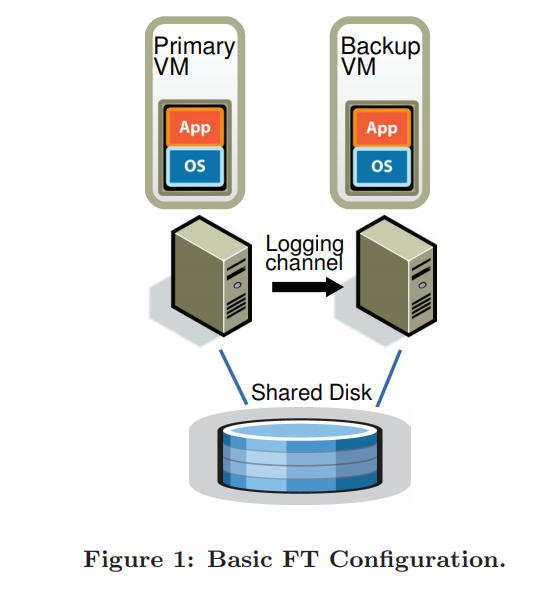 Primary
VM
Backup
VM
App
OS
App
OS
Logging
channel
Shared Disk
Figure 1: Basic FT Configuration.